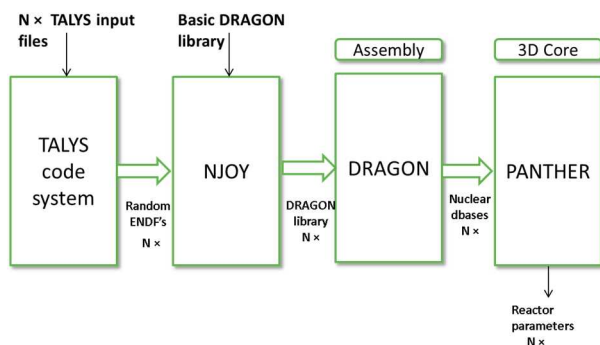 N × TALYS input
files
Basic DRAGON
library
Assembly
3D Core
TALYS
code
system
NJOY
DRAGON
PANTHER
Random
ENDF's
N ×
DRAGON
library
N ×
Nuclear
dbases
N ×
Reactor
parameters
N ×